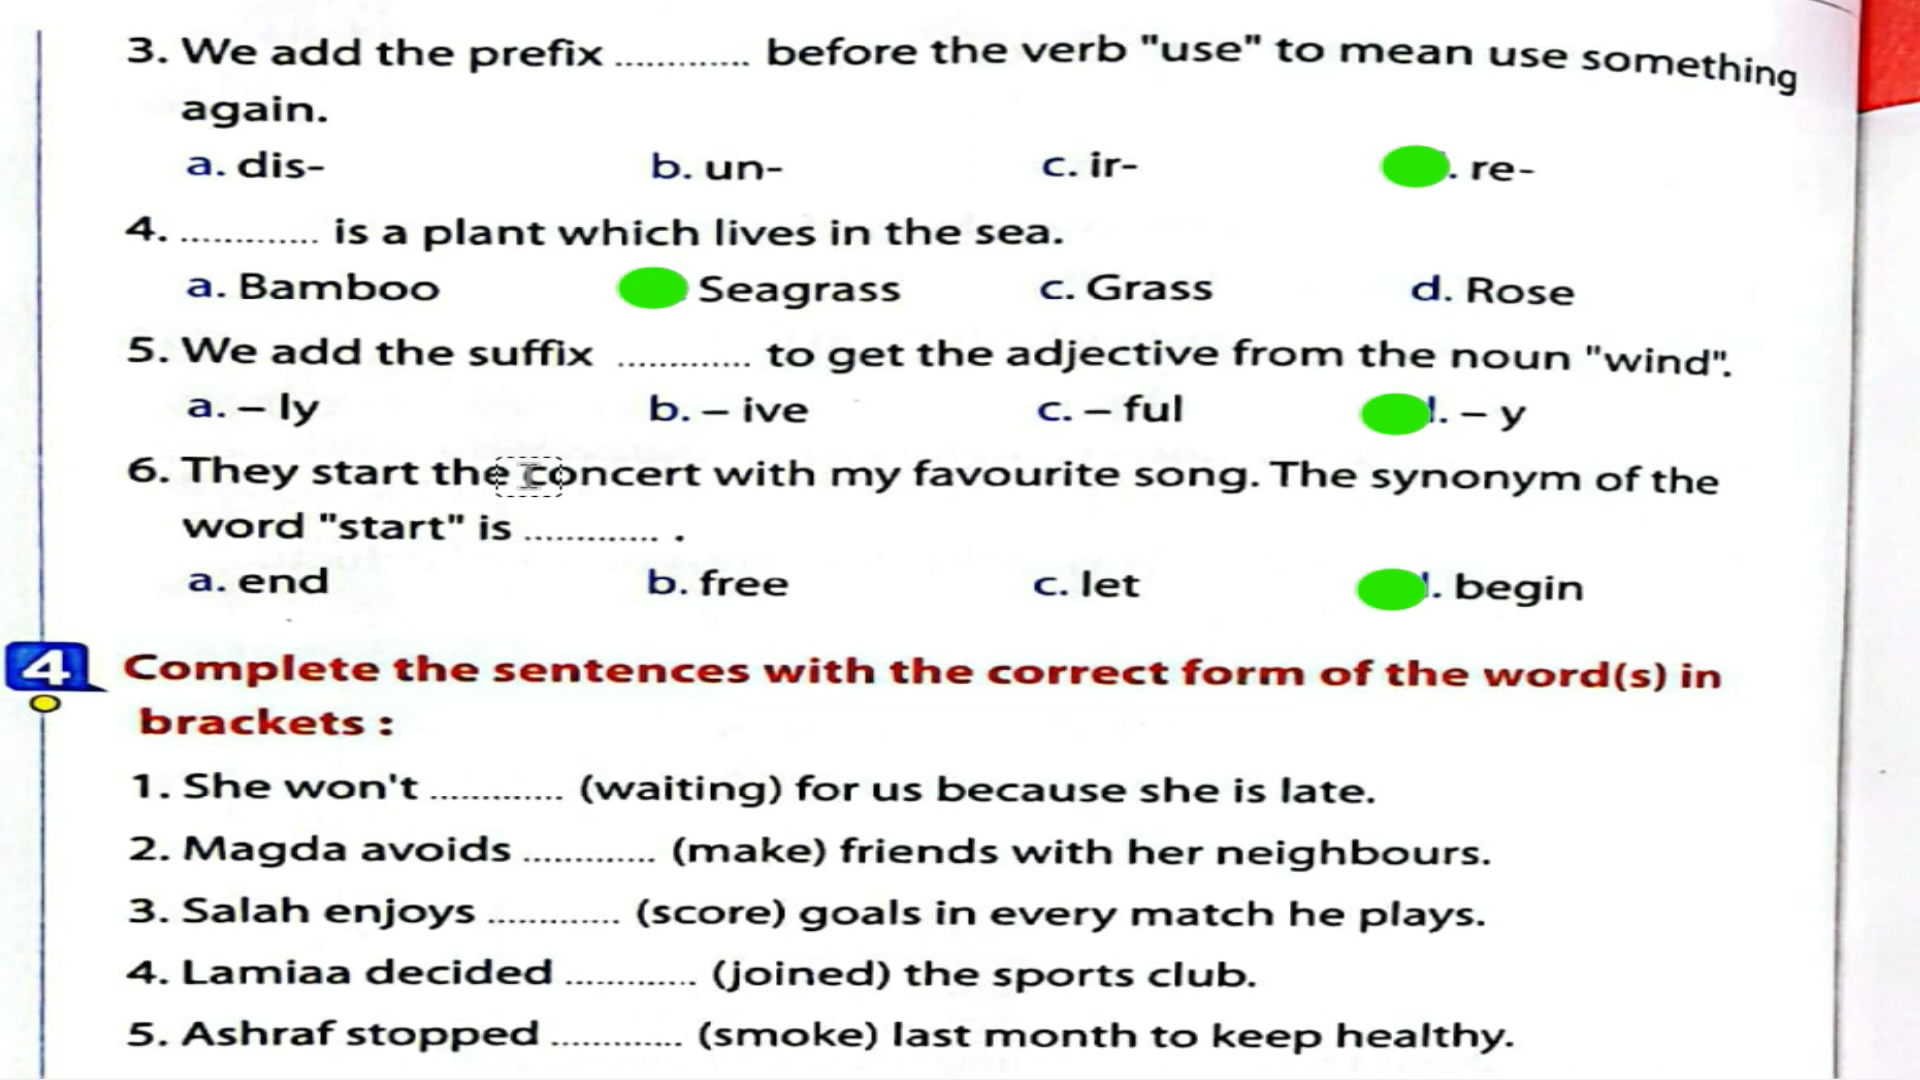 3. We add the prefix ............. before the verb "use" to mean use something
again.
a. dis- b. un- c. ir- . re-
4. ............. is a plant which lives in the sea.
a. Bamboo Seagrass c. Grass d. Rose
5. We add the suffix ............. to get the adjective from the noun "wind".
a. – ly b. – ive c. – ful . – y
6. They start the concert with my favourite song. The synonym of the
word "start" is ............. .
a. end b. free c. let . begin
4 Complete the sentences with the correct form of the word(s) in
brackets :
1. She won't ............. (waiting) for us because she is late.
2. Magda avoids ............. (make) friends with her neighbours.
3. Salah enjoys ............. (score) goals in every match he plays.
4. Lamiaa decided ............. (joined) the sports club.
5. Ashraf stopped ............. (smoke) last month to keep healthy.